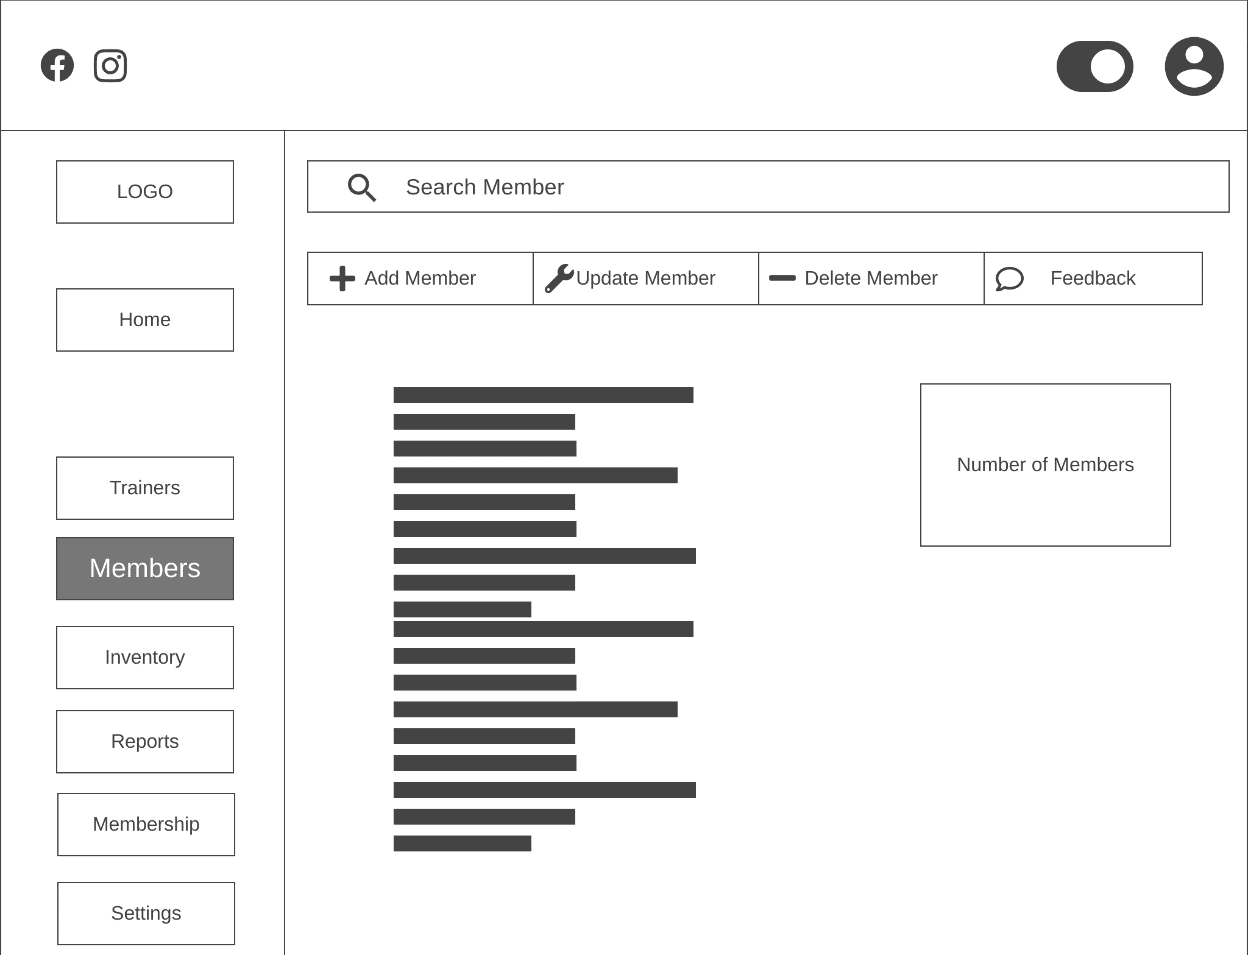 LOGO
Home
Trainers
Members
Inventory
Reports
Membership
Settings
Search Member
Add Member
Update Member
Delete Member
Feedback
Number of Members